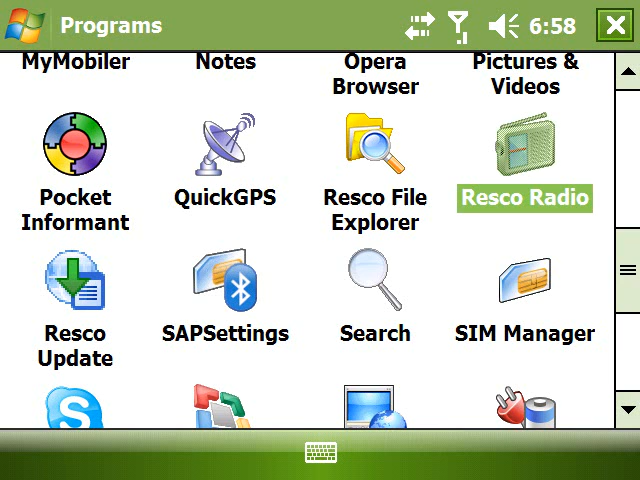 Programs 6:58
MyMobiler Notes Opera Browser Pictures & Videos
Pocket Informant QuickGPS Resco File Explorer Resco Radio
Resco Update SAPSettings Search SIM Manager